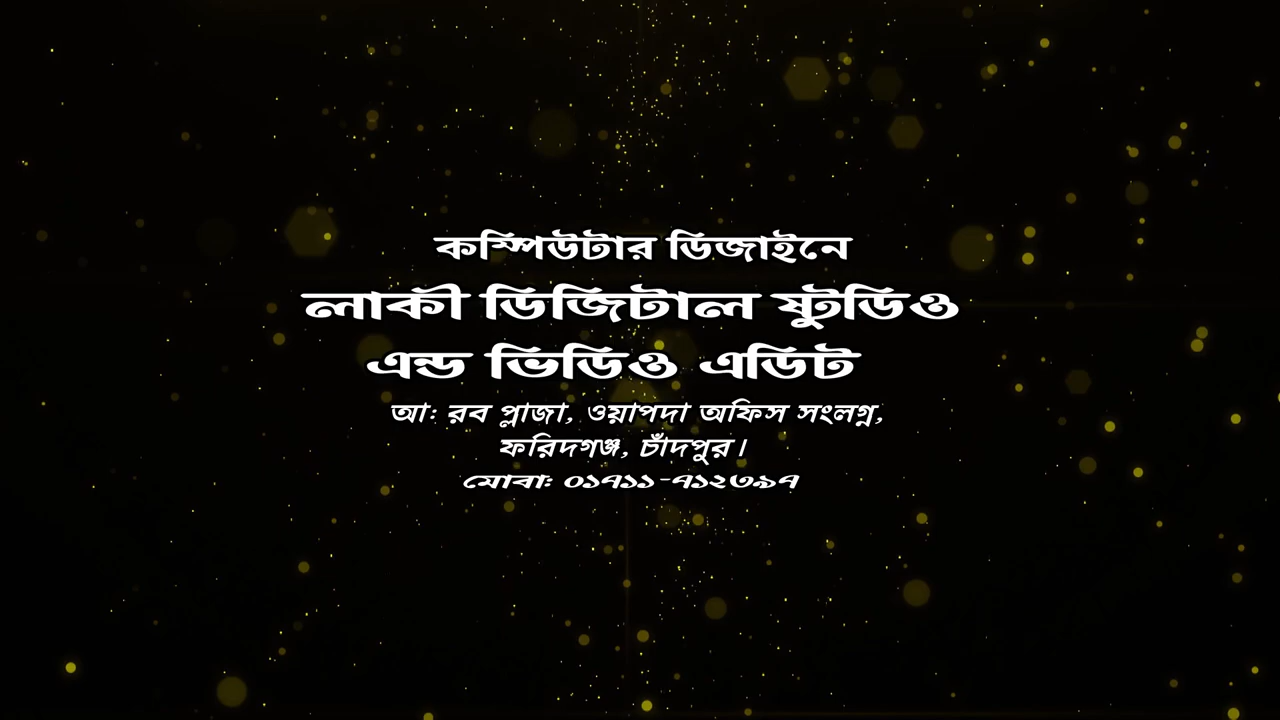 কম্পিউটার ডিজাইনে
লাকী ডিজিটাল ষ্টুডিও
এন্ড ভিডিও এডিট
আ: রব প্লাজা, ওয়াপদা অফিস সংলগ্ন,
ফরিদগঞ্জ, চাঁদপুর।
মোবা: ০১৭১১-৭১২৩৯৭